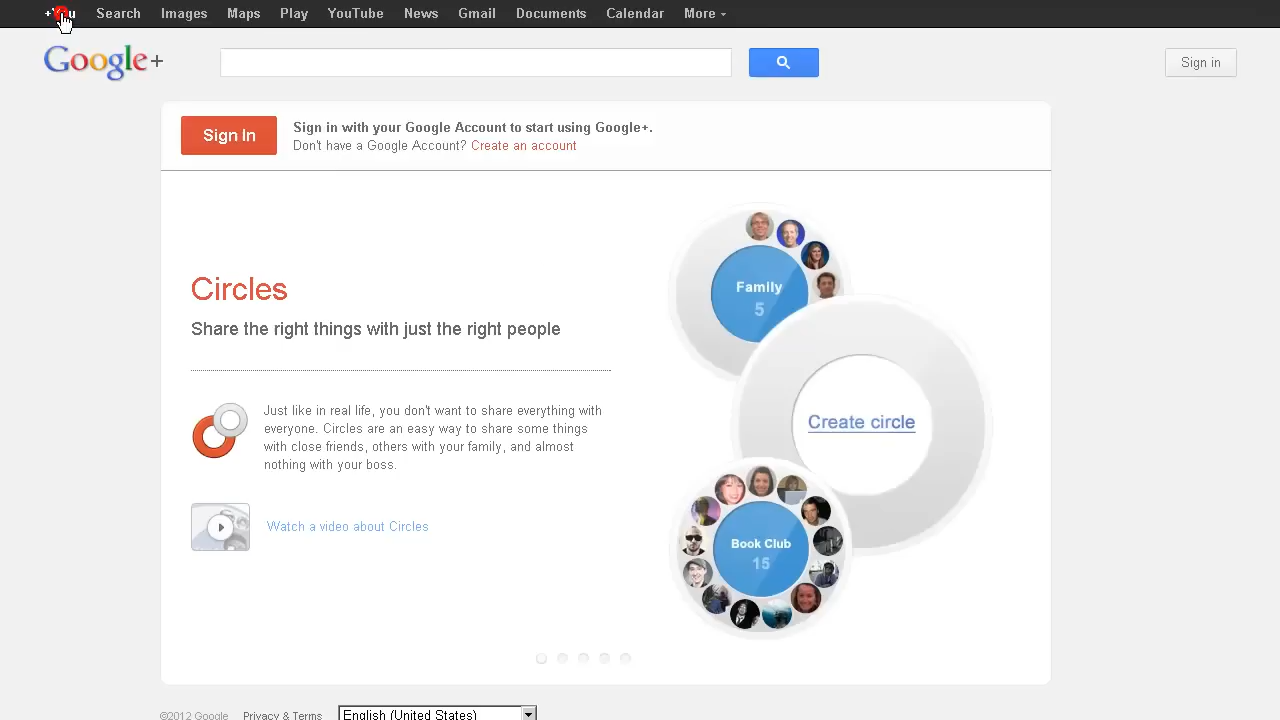 +You Search Images Maps Play YouTube News Gmail Documents Calendar More
Google+
Sign in
Sign In
Sign in with your Google Account to start using Google+.
Don't have a Google Account? Create an account
Circles
Share the right things with just the right people
Just like in real life, you don't want to share everything with
everyone. Circles are an easy way to share some things
with close friends, others with your family, and almost
nothing with your boss.
Watch a video about Circles
Family
5
Create circle
Book Club
15
©2012 Google Privacy & Terms English (United States)